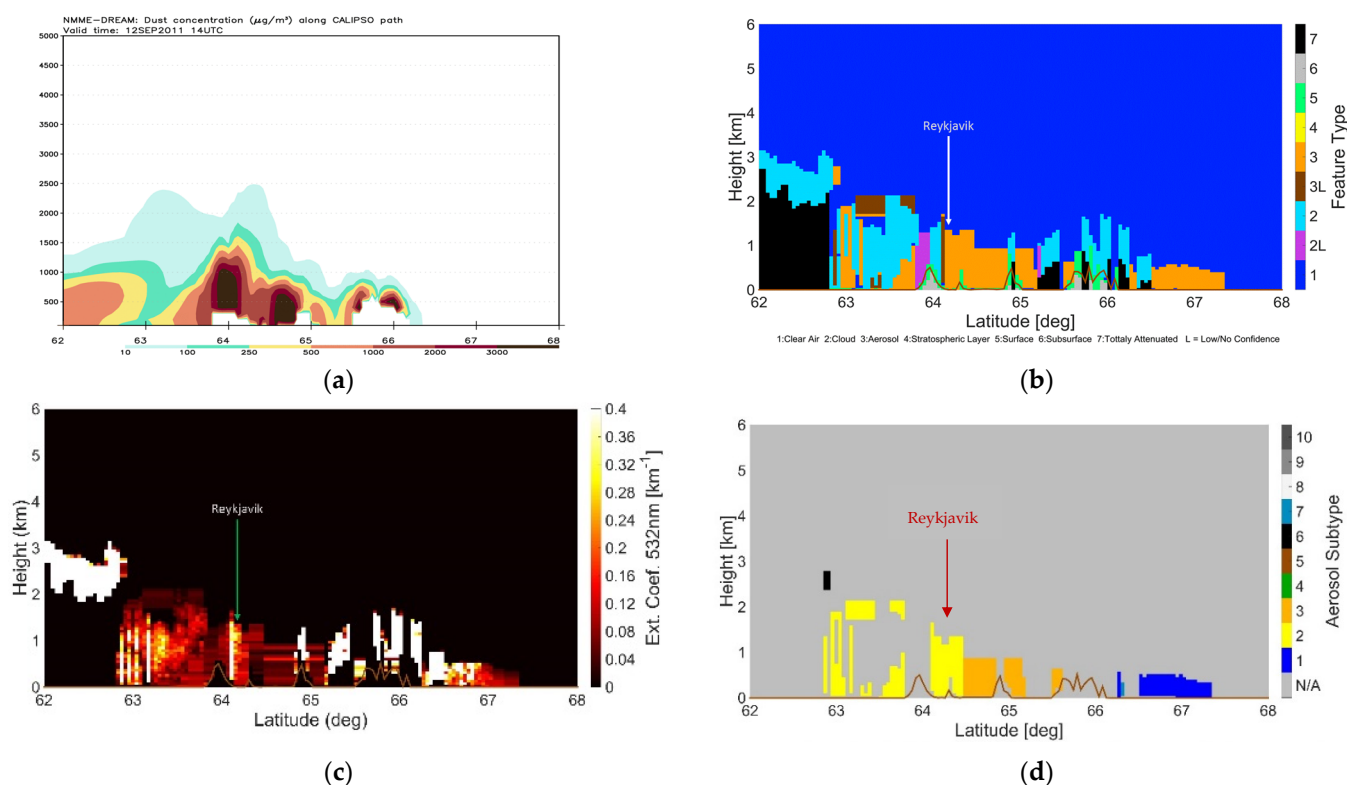 NMME-DREAM: Dust concentration (μg/m³) along CALIPSO path
Valid time: 12SEP2011 14UTC
5000
4500
4000
3500
3000
2500
2000
1500
1000
500
62 63 64 65 66 67 68
10 100 250 500 1000 2000 3000
(a)
6
5
4
3
2
1
0
Height [km]
Reykjavik
62 63 64 65 66 67 68
Latitude [deg]
7
6
5
4
3
3L
2
2L
1
Feature Type
1:Clear Air 2:Cloud 3:Aerosol 4:Stratospheric Layer 5:Surface 6:Subsurface 7:Tottaly Attenuated L = Low/No Confidence
(b)
6
5
4
3
2
1
0
Height (km)
Reykjavik
62 63 64 65 66 67 68
Latitude (deg)
0.4
0.36
0.32
0.28
0.24
0.2
0.16
0.12
0.08
0.04
0
Ext. Coef. 532nm [km⁻¹]
(c)
6
5
4
3
2
1
0
Height [km]
Reykjavik
62 63 64 65 66 67 68
Latitude [deg]
10
9
8
7
6
5
4
3
2
1
N/A
Aerosol Subtype
(d)